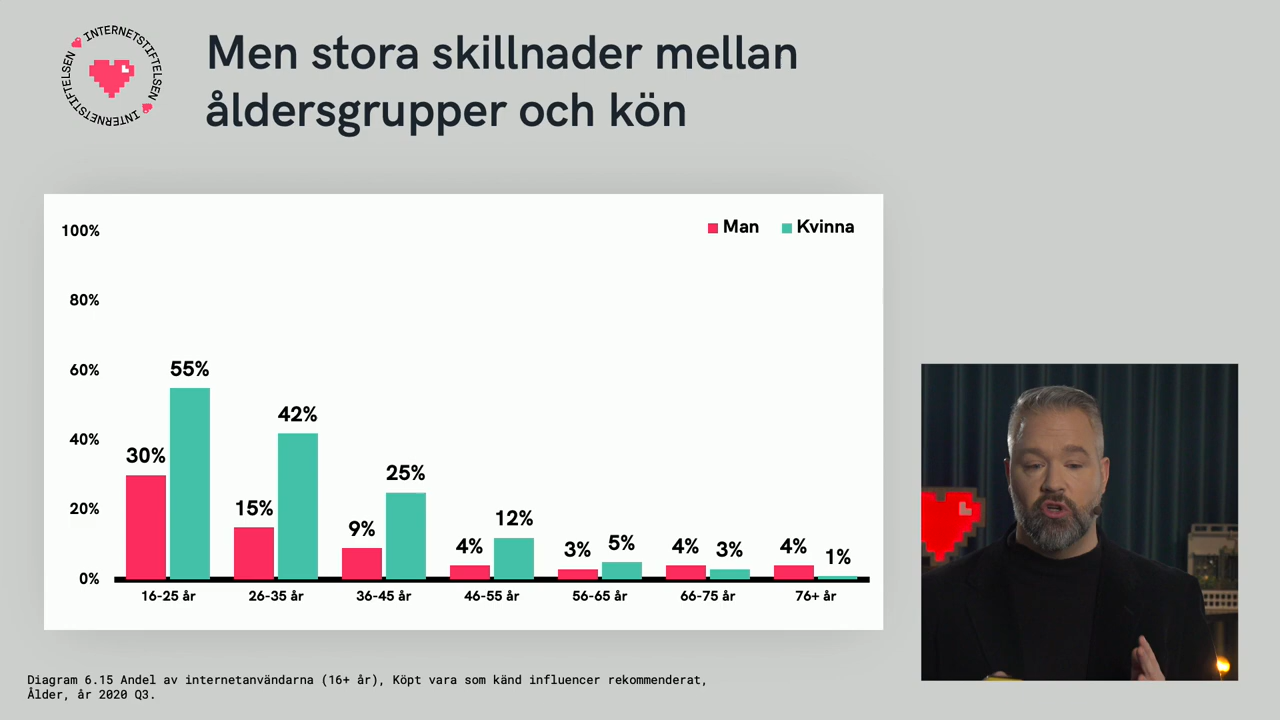 INTERNETSTIFTELSEN
INTERNETSTIFTELSEN
Men stora skillnader mellan
åldersgrupper och kön
Man Kvinna
100%
80%
60%
40%
20%
0%
30% 55%
15% 42%
9% 25%
4% 12%
3% 5%
4% 3%
4% 1%
16-25 år 26-35 år 36-45 år 46-55 år 56-65 år 66-75 år 76+ år
Diagram 6.15 Andel av internetanvändarna (16+ år), Köpt vara som känd influencer rekommenderat,
Ålder, år 2020 Q3.